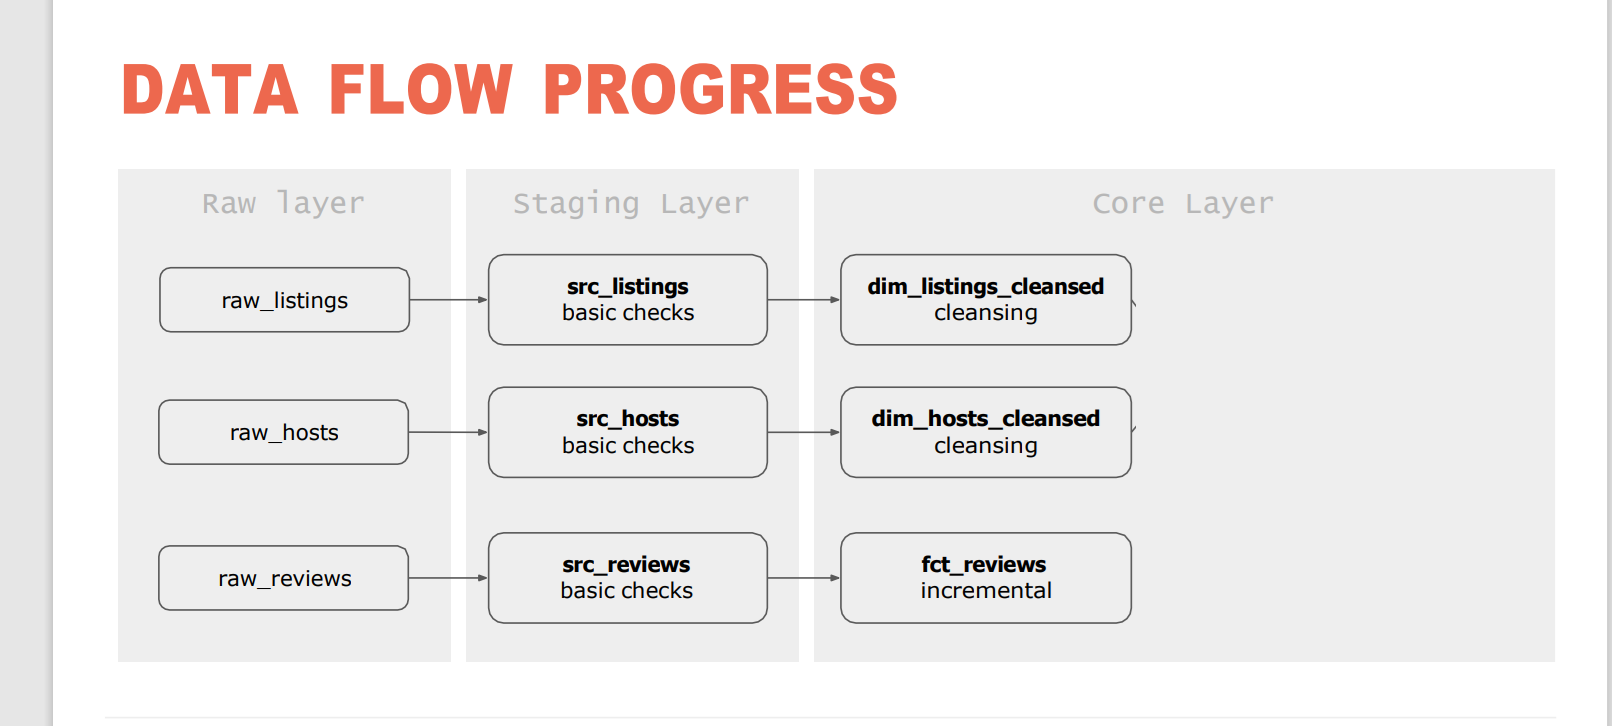 DATA FLOW PROGRESS
Raw layer
Staging Layer
Core Layer
raw_listings
src_listings
basic checks
dim_listings_cleansed
cleansing
raw_hosts
src_hosts
basic checks
dim_hosts_cleansed
cleansing
raw_reviews
src_reviews
basic checks
fct_reviews
incremental